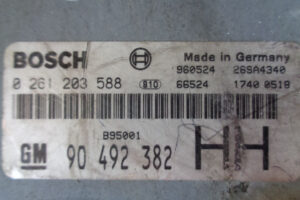 BOSCH Made in Germany
960524 26SA4340
0 261 203 588 B10 66524 1740 0519
B95001
GM 90 492 382 HH